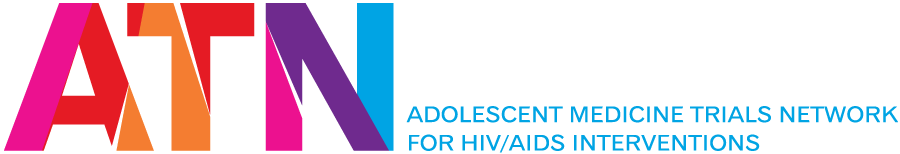 ATN
ADOLESCENT MEDICINE TRIALS NETWORK
FOR HIV/AIDS INTERVENTIONS